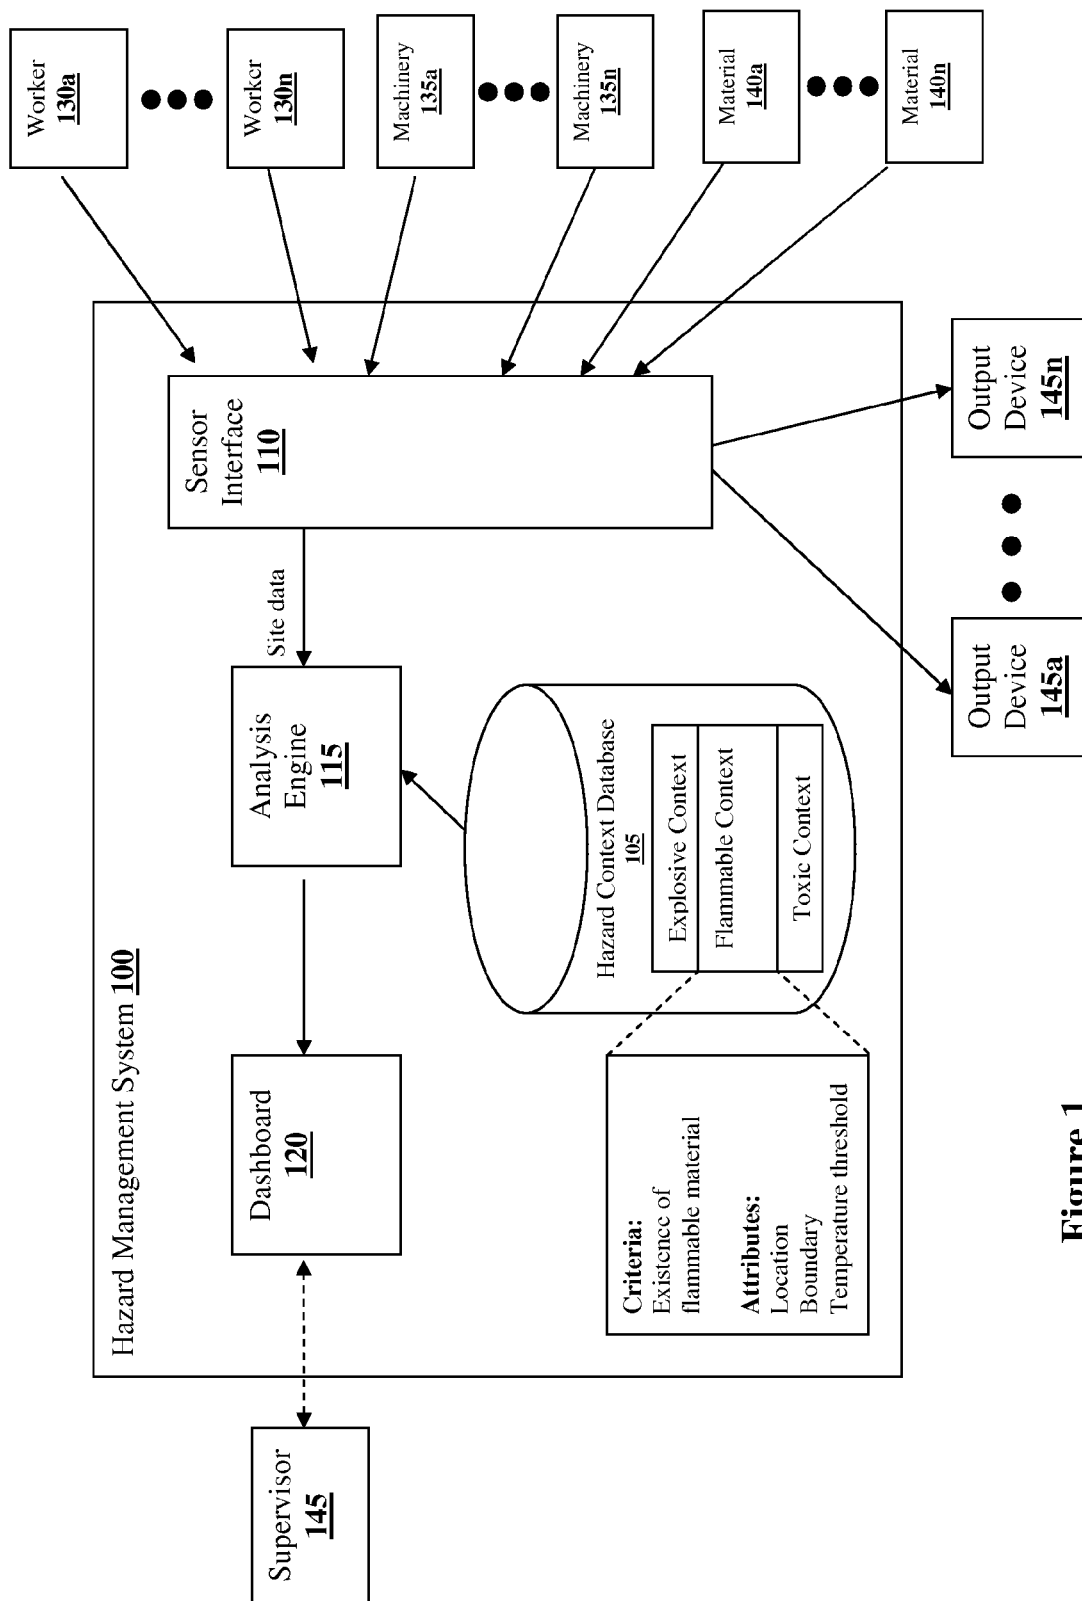 Hazard Management System 100
Supervisor
145
Dashboard
120
Analysis
Engine
115
Site data
Sensor
Interface
110
Worker
130a
Worker
130n
Machinery
135a
Machinery
135n
Material
140a
Material
140n
Criteria:
Existence of
flammable material
Attributes:
Location
Boundary
Temperature threshold
Hazard Context Database
105
Explosive Context
Flammable Context
Toxic Context
Output
Device
145a
Output
Device
145n
Figure 1